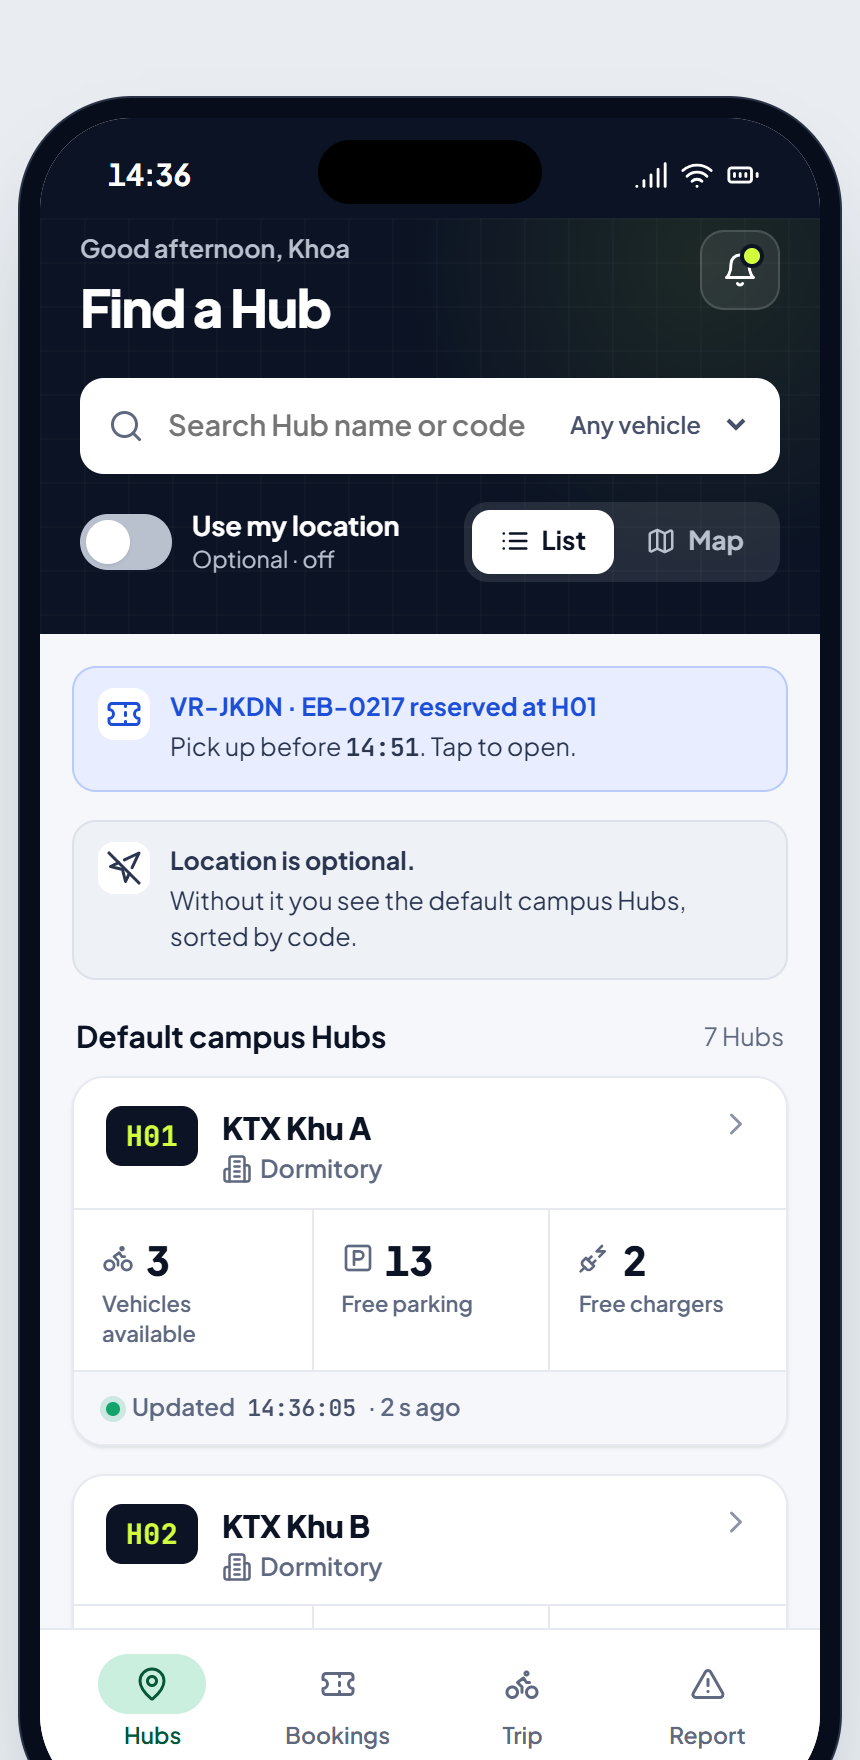 14:36
Good afternoon, Khoa
Find a Hub
Search Hub name or code
Any vehicle
Use my location
Optional · off
List
Map
VR-JKDN · EB-0217 reserved at H01
Pick up before 14:51. Tap to open.
Location is optional.
Without it you see the default campus Hubs,
sorted by code.
Default campus Hubs
7 Hubs
H01
KTX Khu A
Dormitory
3
Vehicles
available
P
13
Free parking
2
Free chargers
Updated 14:36:05 · 2 s ago
H02
KTX Khu B
Dormitory
Hubs
Bookings
Trip
Report